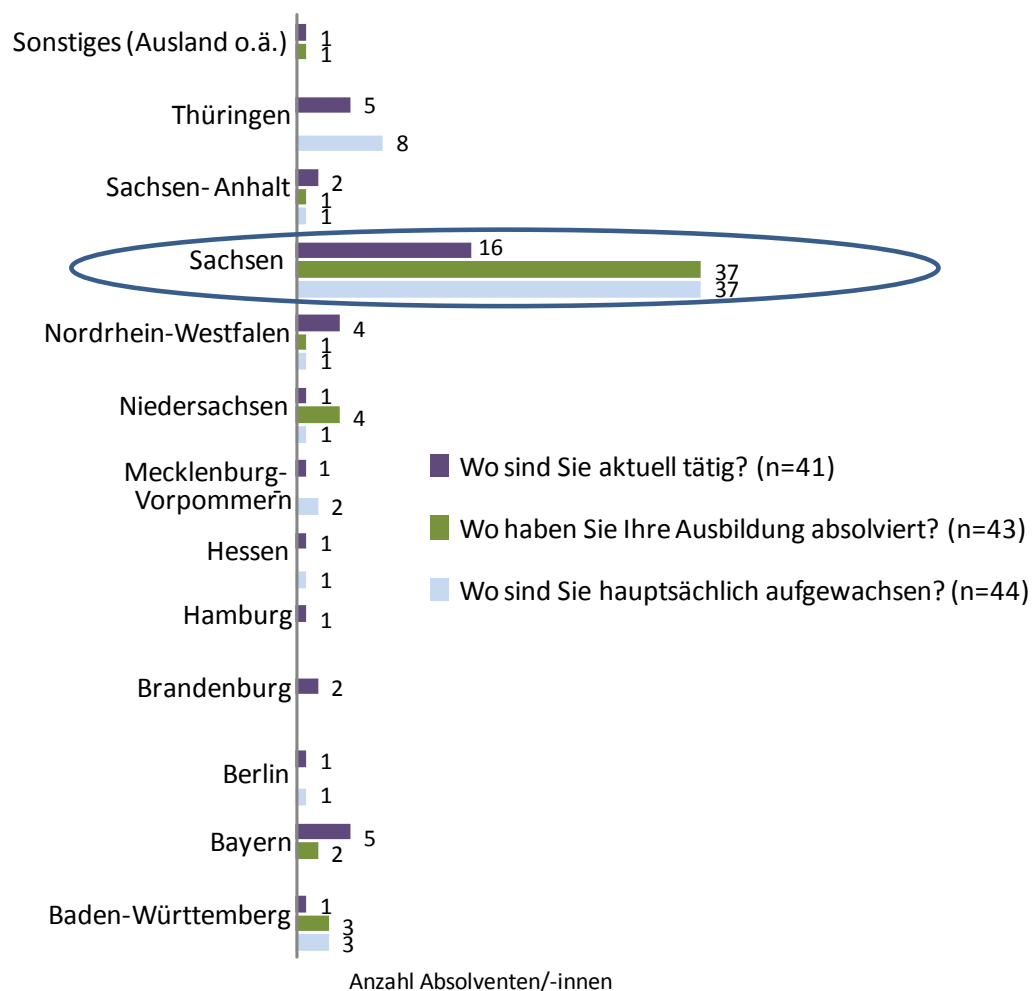 Sonstiges (Ausland o.ä.)
1
1
Thüringen
5
8
Sachsen- Anhalt
2
1
1
Sachsen
16
37
37
Nordrhein-Westfalen
4
1
1
Niedersachsen
1
4
1
Mecklenburg-
Vorpommern
1
2
Hessen
1
1
Hamburg
1
Brandenburg
2
Berlin
1
1
Bayern
5
2
Baden-Württemberg
1
3
3
Wo sind Sie aktuell tätig? (n=41)
Wo haben Sie Ihre Ausbildung absolviert? (n=43)
Wo sind Sie hauptsächlich aufgewachsen? (n=44)
Anzahl Absolventen/-innen